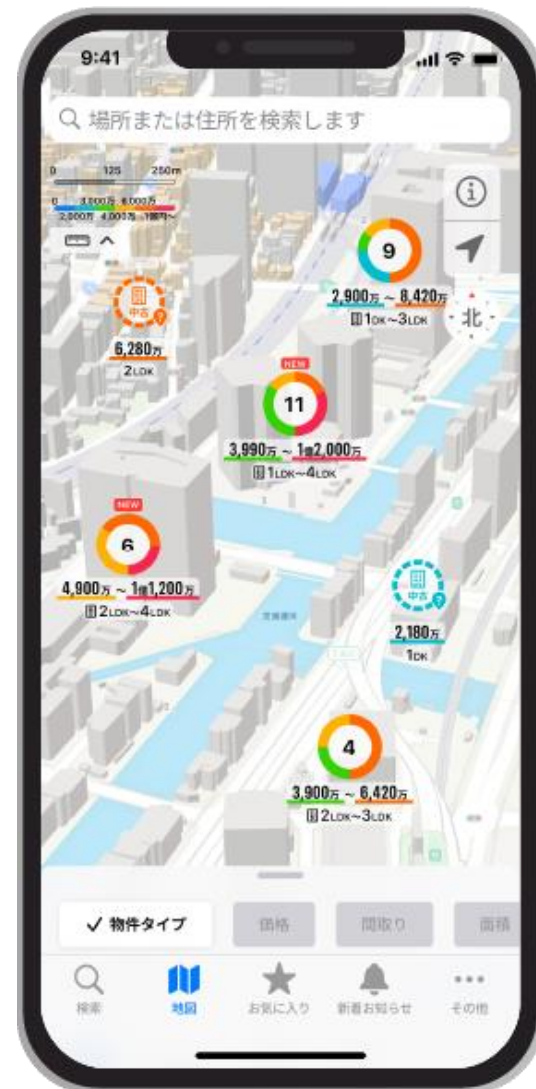 9:41
場所または住所を検索します
0 125 250m
0 3,000万 6,000万
2,000万 4,000万 1億円〜
9
2,900万 ~ 8,420万
1DK~3LDK
北
中古
?
6,280万
2LDK
NEW
11
3,990万 ~ 1億2,000万
1LDK~4LDK
NEW
6
4,900万 ~ 1億1,200万
2LDK~4LDK
中古
?
2,180万
1DK
4
3,900万 ~ 6,420万
2LDK~3LDK
物件タイプ
価格
間取り
面積
検索
地図
お気に入り
新着お知らせ
その他